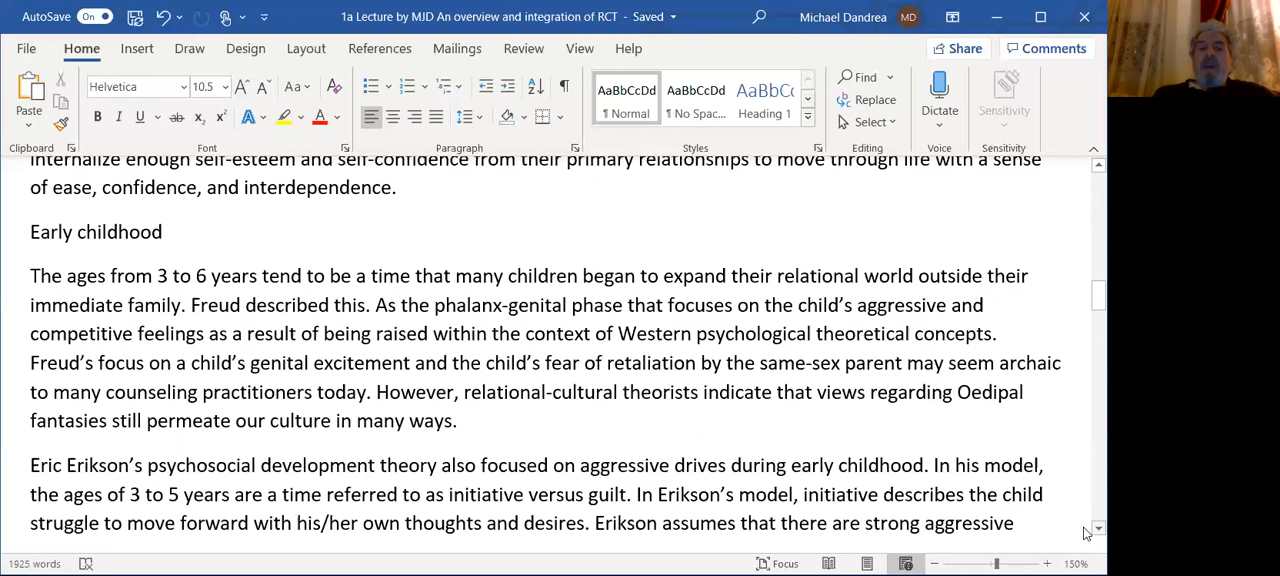 AutoSave On 1a Lecture by MJD An overview and integration of RCT - Saved Michael Dandrea MD
File Home Insert Draw Design Layout References Mailings Review View Help Share Comments
Paste Helvetica 10.5 Aa AaBbCcDd AaBbCcDd AaBbCc Find Replace Select Dictate Sensitivity
¶ Normal ¶ No Spac... Heading 1
Clipboard Font Paragraph Styles Editing Voice Sensitivity
internalize enough self-esteem and self-confidence from their primary relationships to move through life with a sense
of ease, confidence, and interdependence.
Early childhood
The ages from 3 to 6 years tend to be a time that many children began to expand their relational world outside their
immediate family. Freud described this. As the phalanx-genital phase that focuses on the child’s aggressive and
competitive feelings as a result of being raised within the context of Western psychological theoretical concepts.
Freud’s focus on a child’s genital excitement and the child’s fear of retaliation by the same-sex parent may seem archaic
to many counseling practitioners today. However, relational-cultural theorists indicate that views regarding Oedipal
fantasies still permeate our culture in many ways.
Eric Erikson’s psychosocial development theory also focused on aggressive drives during early childhood. In his model,
the ages of 3 to 5 years are a time referred to as initiative versus guilt. In Erikson’s model, initiative describes the child
struggle to move forward with his/her own thoughts and desires. Erikson assumes that there are strong aggressive
1925 words Focus 150%